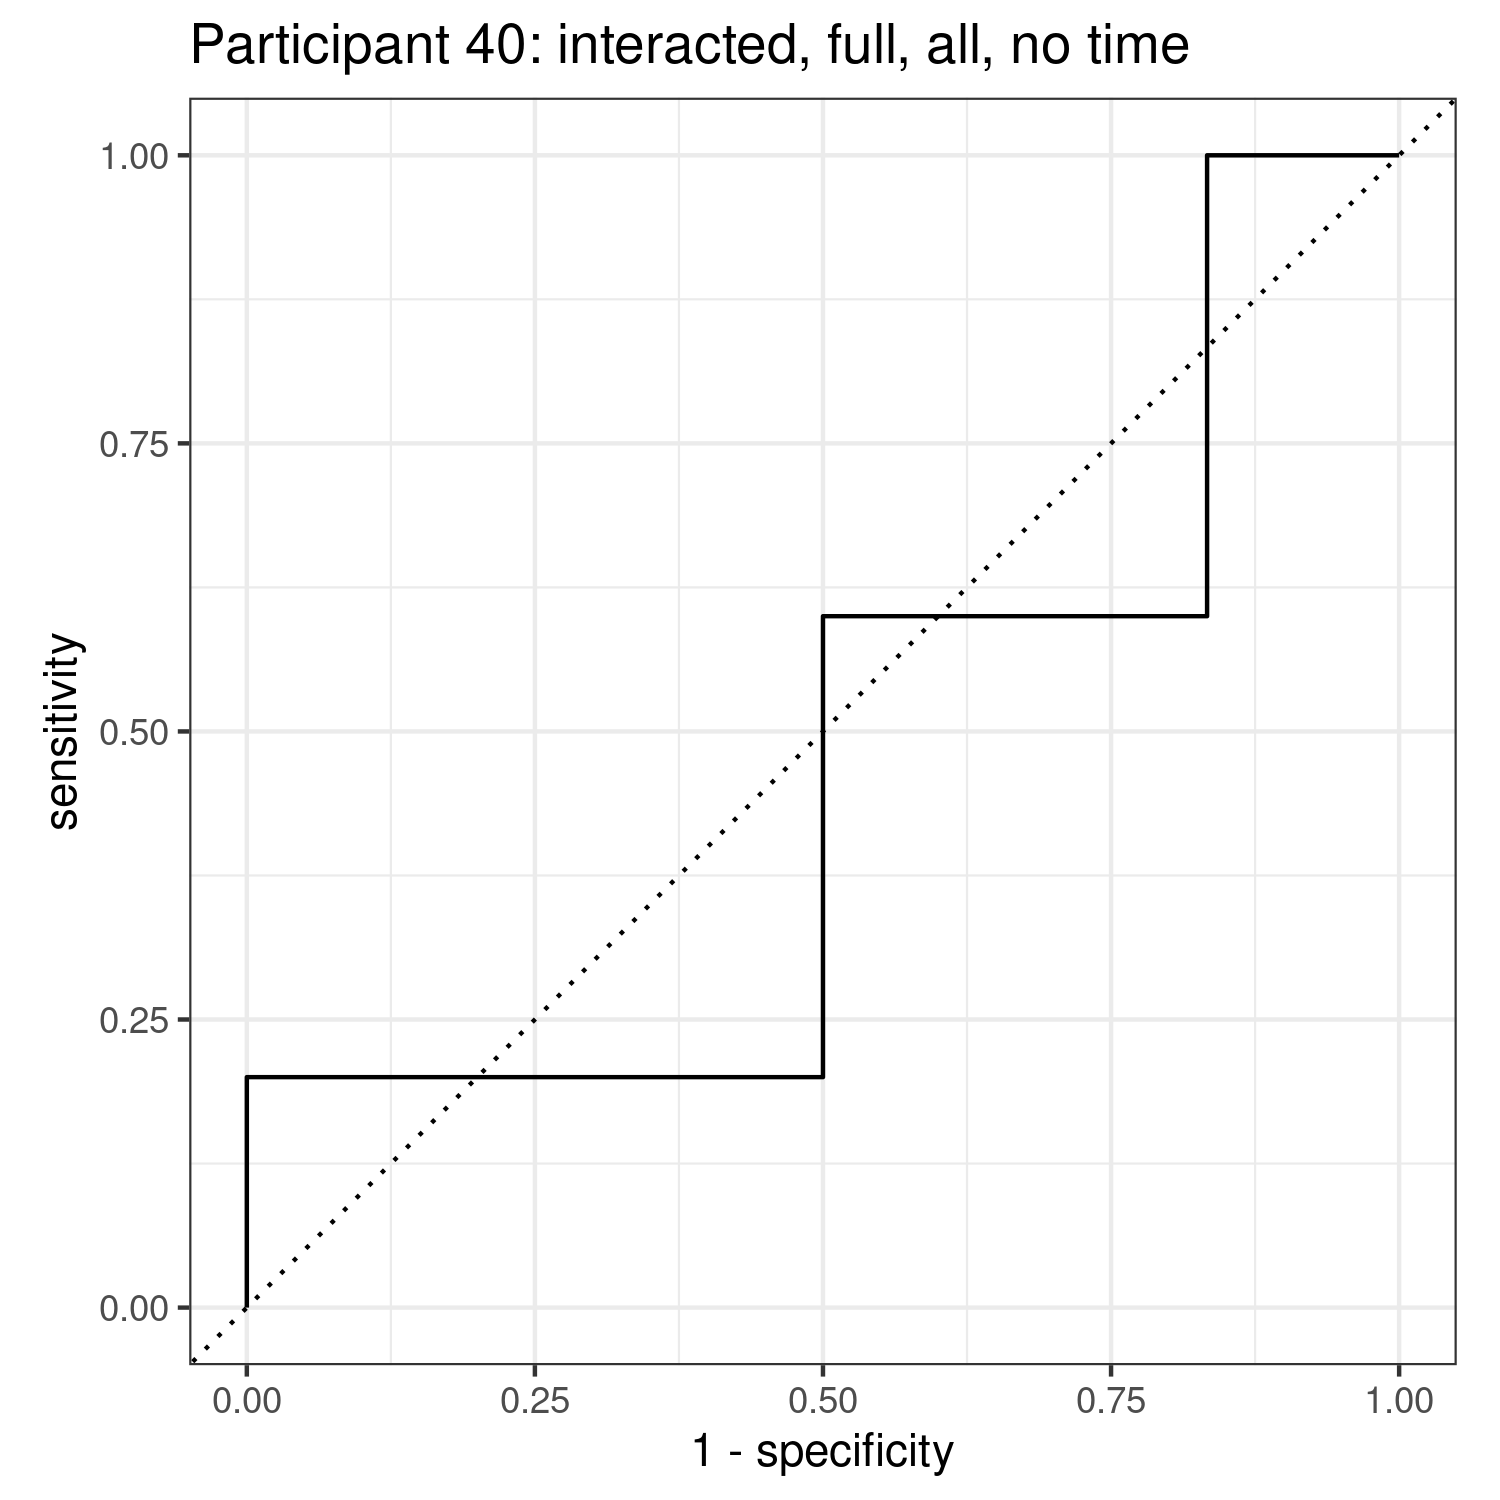 Participant 40: interacted, full, all, no time
1.00
0.75
0.50
0.25
0.00
sensitivity
0.00 0.25 0.50 0.75 1.00
1 - specificity